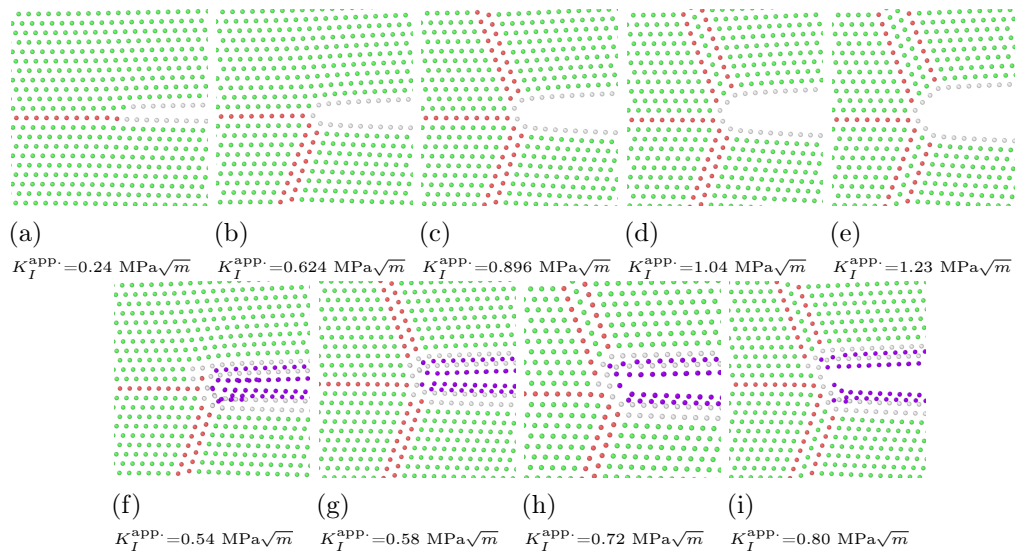 (a) (b) (c) (d) (e)
K_I^{app.}=0.24 MPa√m K_I^{app.}=0.624 MPa√m K_I^{app.}=0.896 MPa√m K_I^{app.}=1.04 MPa√m K_I^{app.}=1.23 MPa√m
(f) (g) (h) (i)
K_I^{app.}=0.54 MPa√m K_I^{app.}=0.58 MPa√m K_I^{app.}=0.72 MPa√m K_I^{app.}=0.80 MPa√m